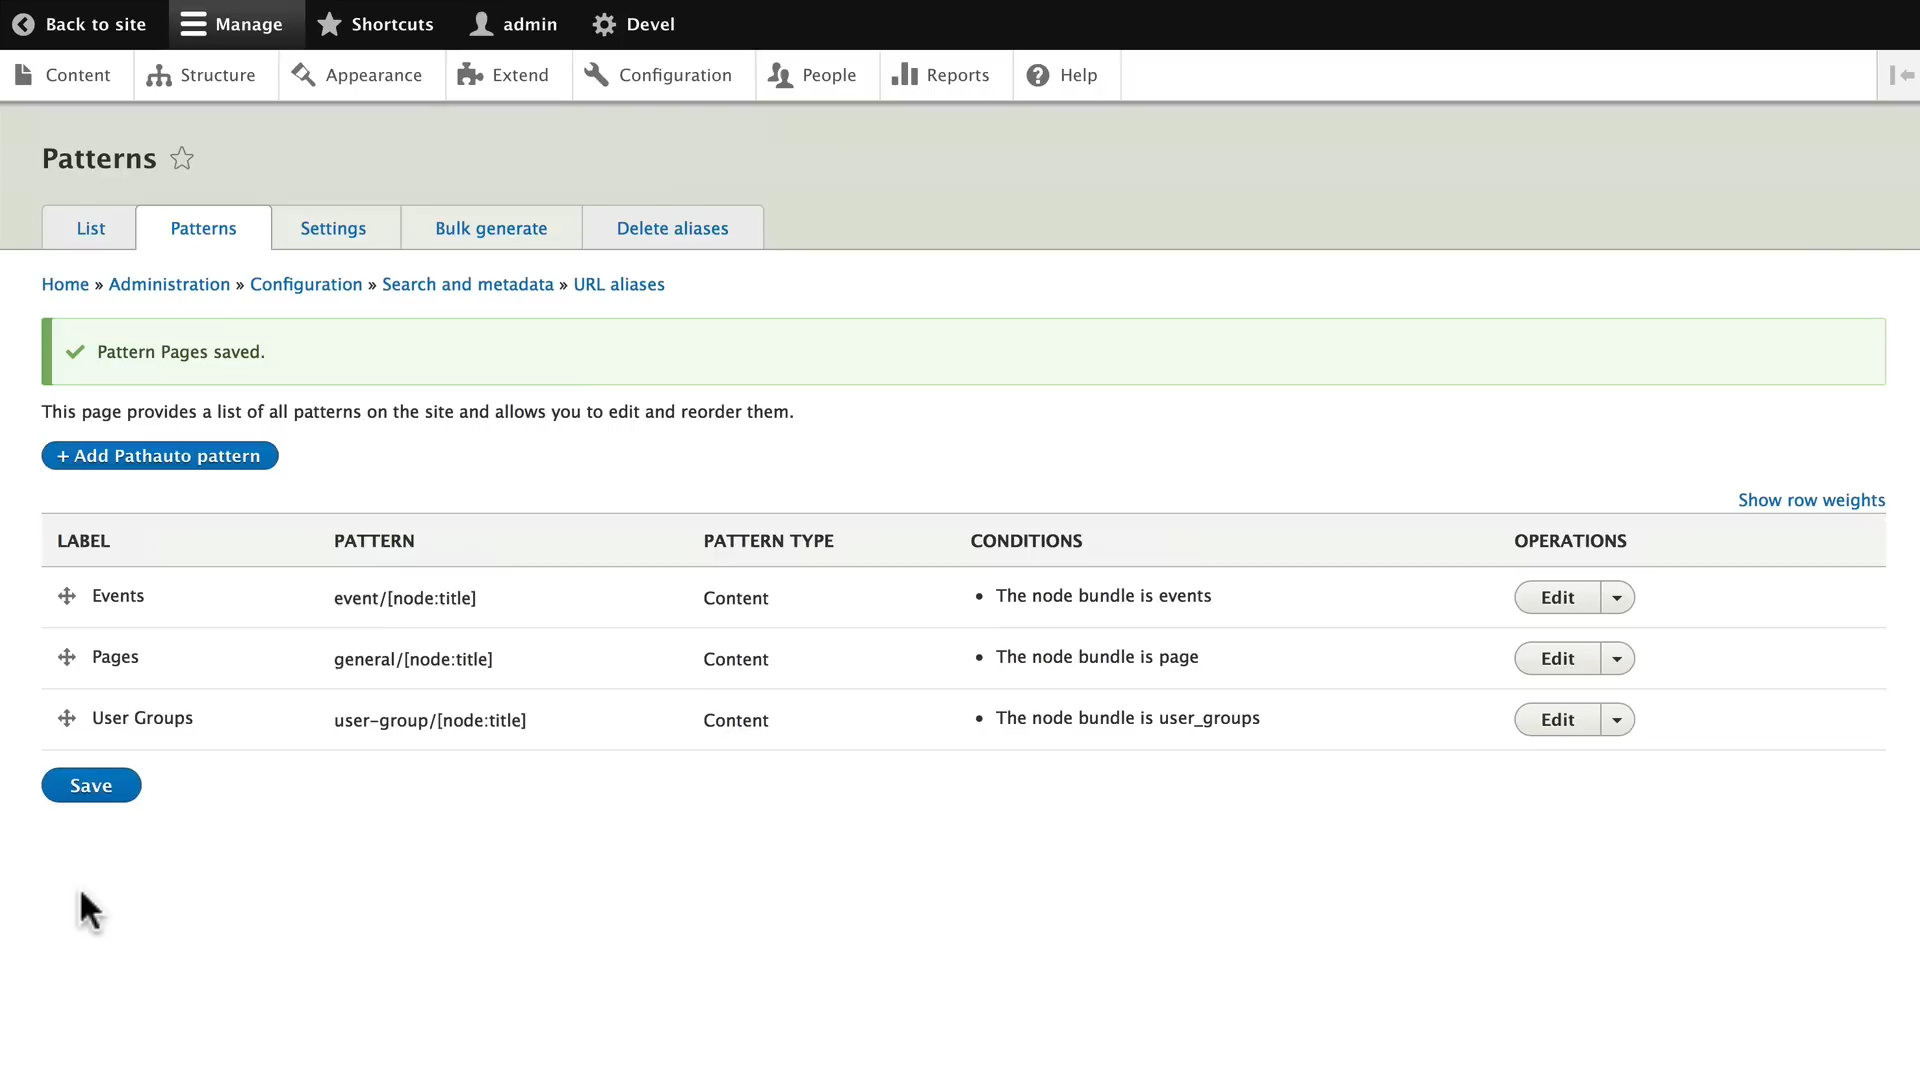 Back to site Manage Shortcuts admin Devel
Content Structure Appearance Extend Configuration People Reports Help
Patterns
List Patterns Settings Bulk generate Delete aliases
Home » Administration » Configuration » Search and metadata » URL aliases
Pattern Pages saved.
This page provides a list of all patterns on the site and allows you to edit and reorder them.
+ Add Pathauto pattern
Show row weights
LABEL PATTERN PATTERN TYPE CONDITIONS OPERATIONS
Events event/[node:title] Content • The node bundle is events Edit
Pages general/[node:title] Content • The node bundle is page Edit
User Groups user-group/[node:title] Content • The node bundle is user_groups Edit
Save